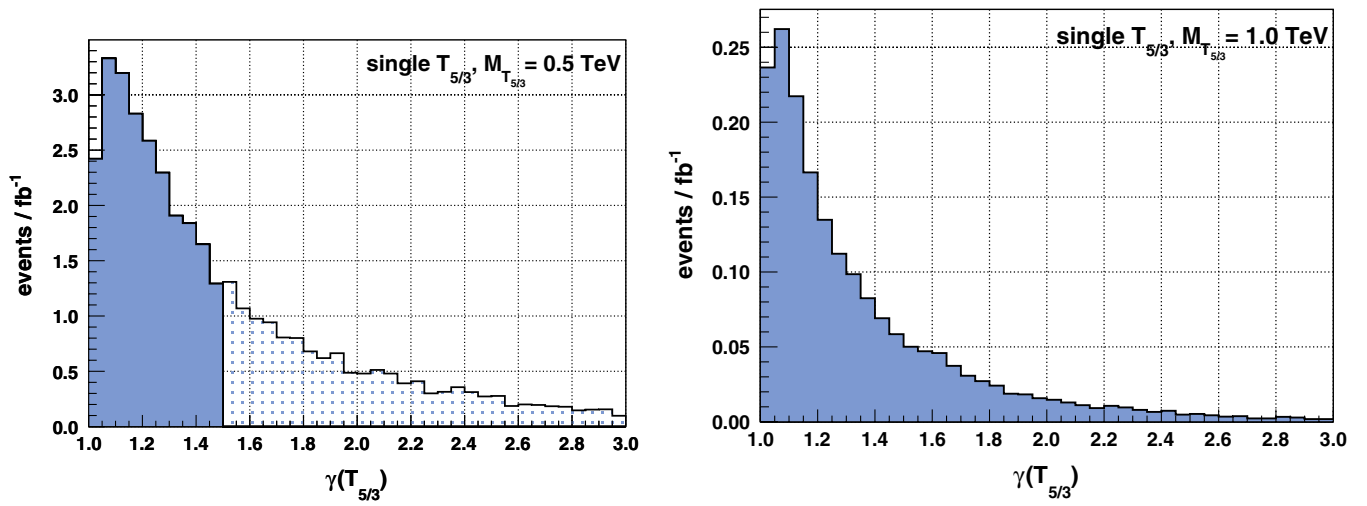 single T5/3, MT5/3 = 0.5 TeV
events / fb-1
3.0
2.5
2.0
1.5
1.0
0.5
0.0
1.0 1.2 1.4 1.6 1.8 2.0 2.2 2.4 2.6 2.8 3.0
γ(T5/3)
single T5/3, MT5/3 = 1.0 TeV
events / fb-1
0.25
0.20
0.15
0.10
0.05
0.00
1.0 1.2 1.4 1.6 1.8 2.0 2.2 2.4 2.6 2.8 3.0
γ(T5/3)